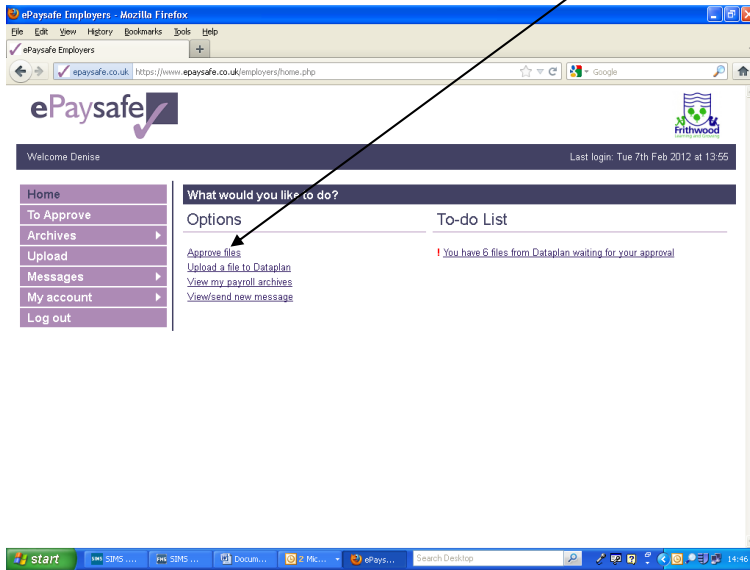 ePaysafe Employers - Mozilla Firefox
File Edit View History Bookmarks Tools Help
ePaysafe Employers +
epaysafe.co.uk https://www.epaysafe.co.uk/employers/home.php Google
ePaysafe
Frithwood
Welcome Denise Last login: Tue 7th Feb 2012 at 13:55
Home What would you like to do?
To Approve Options To-do List
Archives
Upload Approve files ! You have 6 files from Dataplan waiting for your approval
Messages Upload a file to Dataplan
View my payroll archives
My account View/send new message
Log out
start SIMS .... SIMS ... Docum... 2 Mic... ePays... Search Desktop 14:46